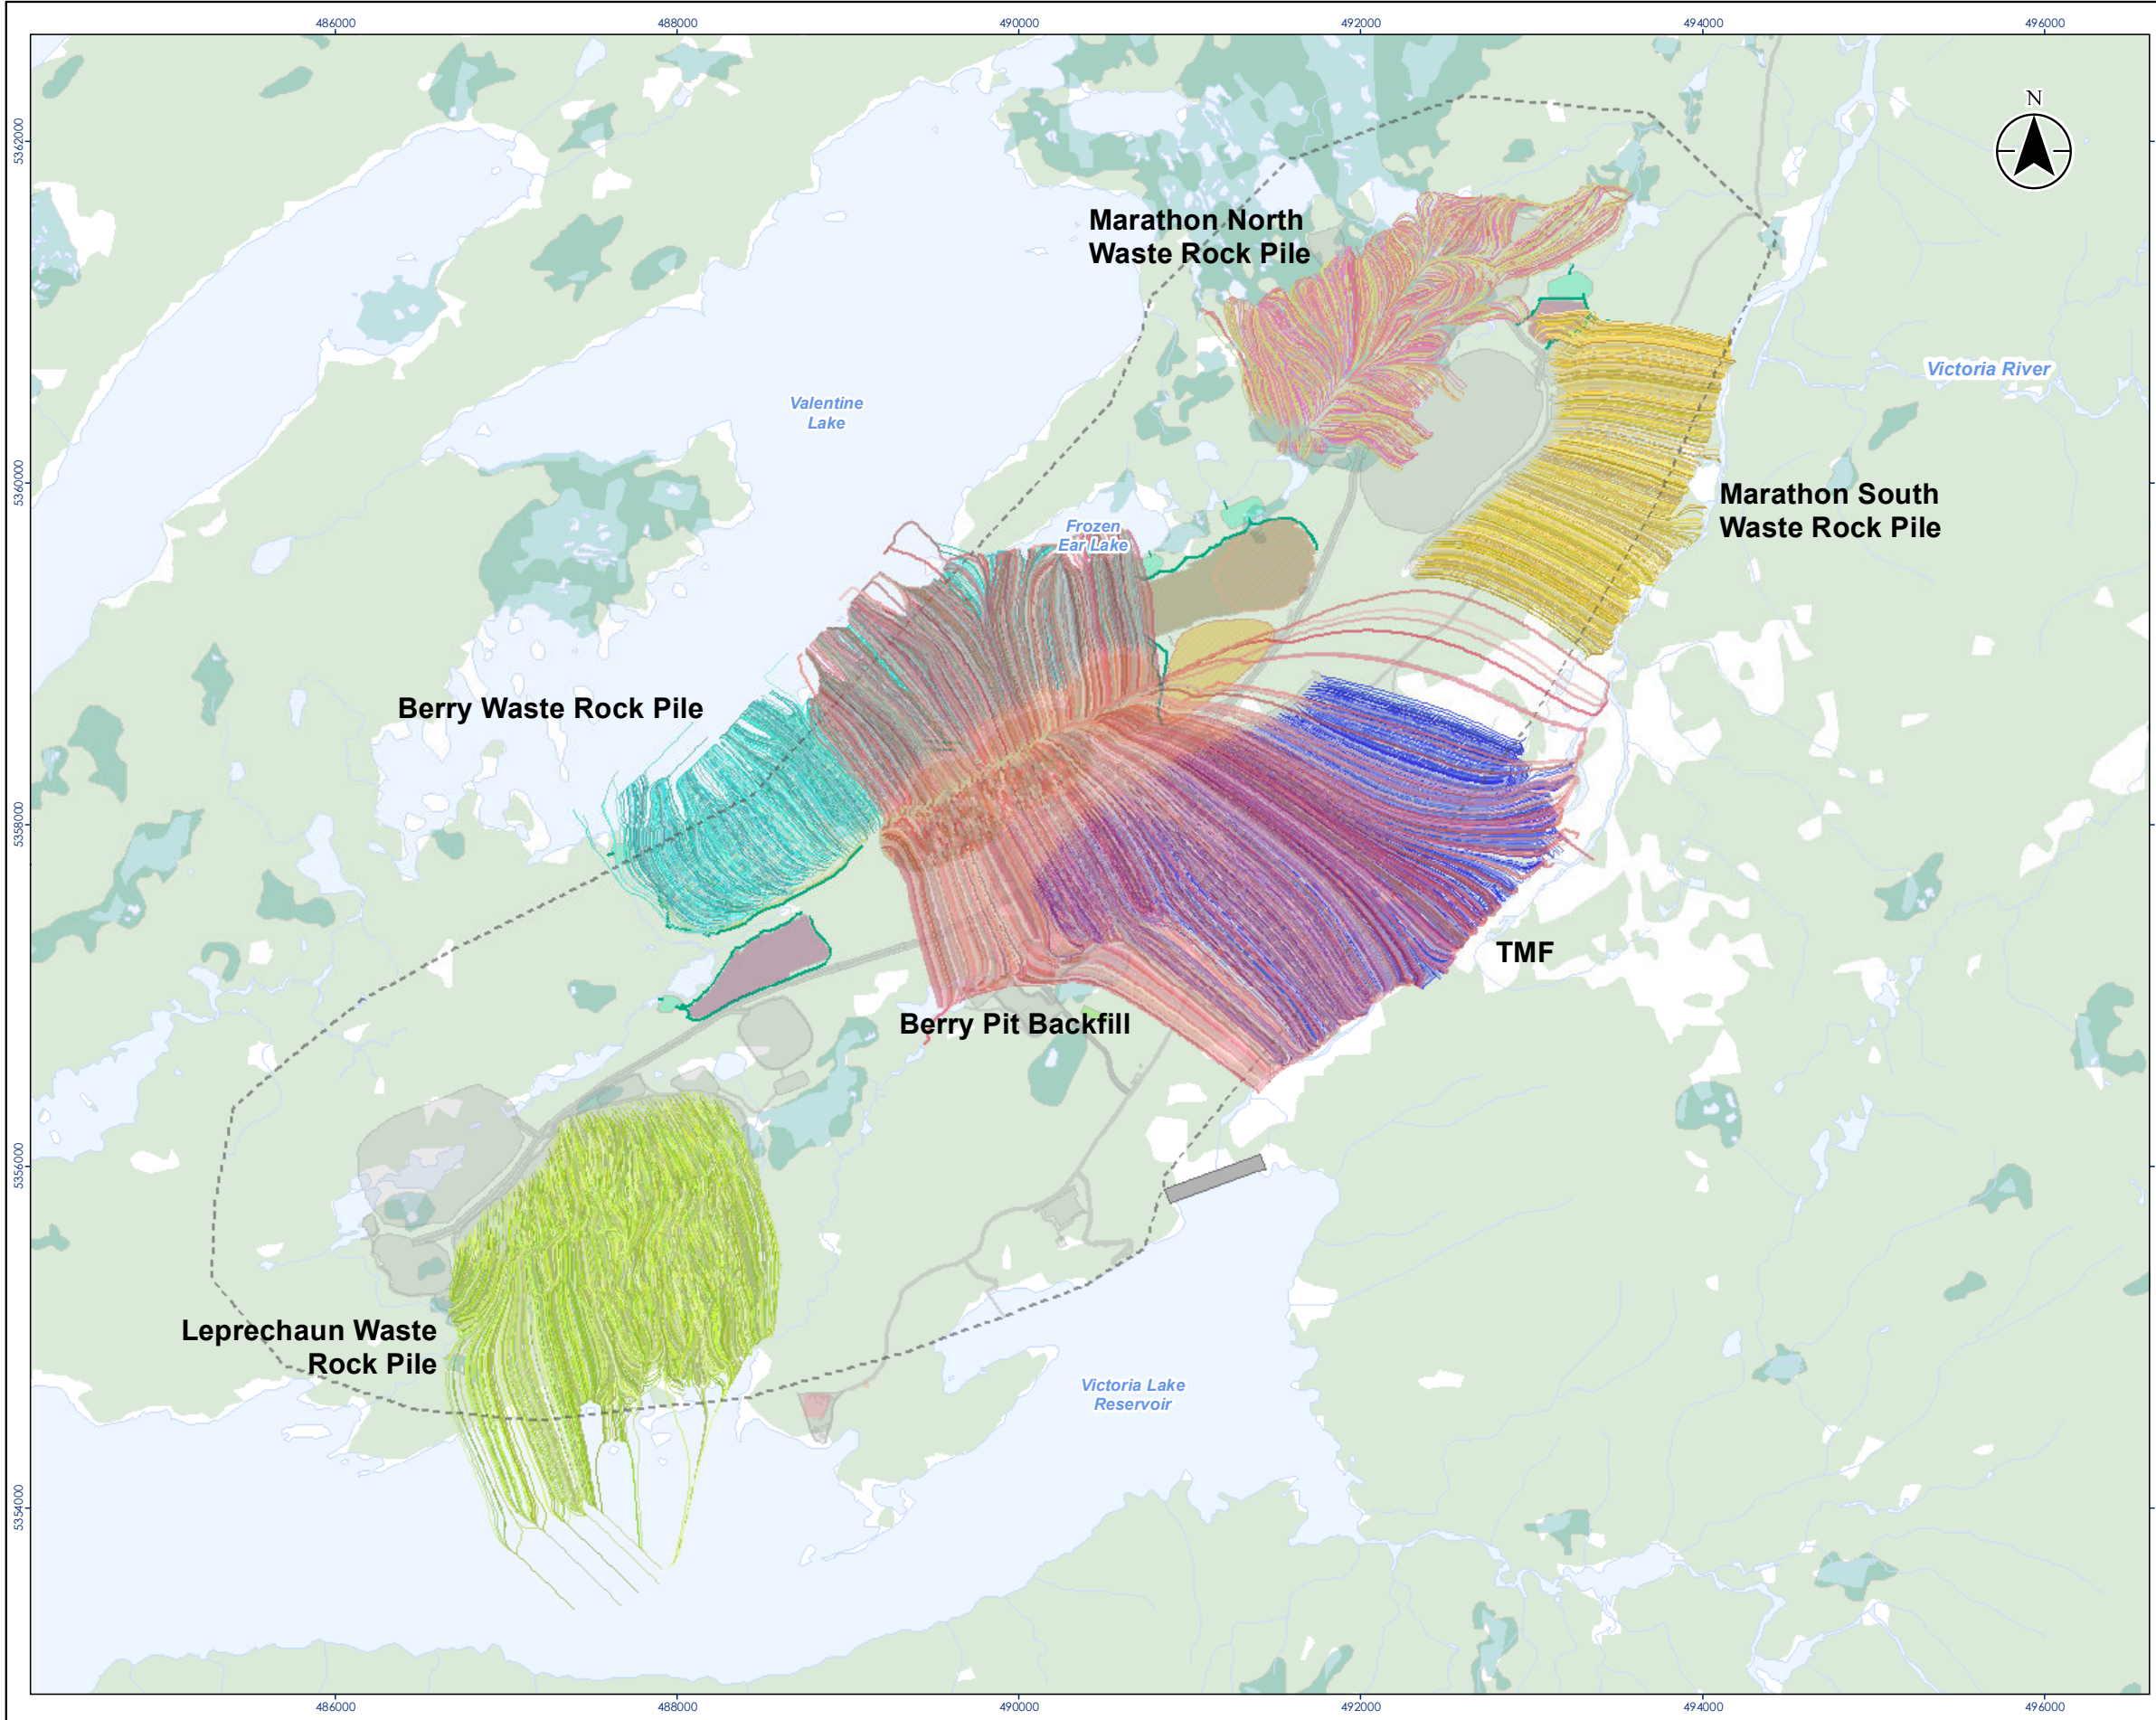 486000
488000
490000
492000
494000
496000
N
5362000
Marathon North
Waste Rock Pile
Victoria River
Valentine
Lake
5360000
Marathon South
Waste Rock Pile
Frozen
Ear Lake
Berry Waste Rock Pile
5358000
TMF
Berry Pit Backfill
5356000
Leprechaun Waste
Rock Pile
Victoria Lake
Reservoir
5354000
486000
488000
490000
492000
494000
496000